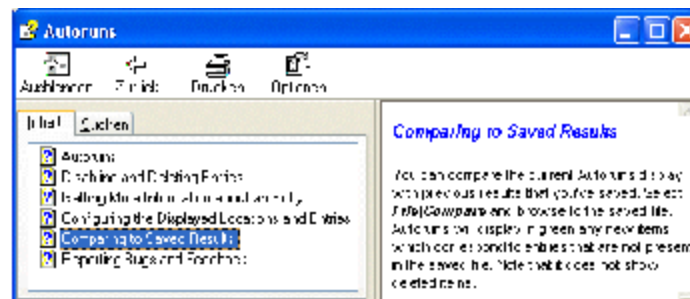 Autoruns
Ausblenden Zurück Drucken Optionen
Inhalt Suchen
Autoruns
Disabling and Deleting Entries
Getting More Information about an Entry
Configuring the Displayed Locations and Entries
Comparing to Saved Results
Reporting Bugs and Feedback
Comparing to Saved Results
You can compare the current Autoruns display
with previous results that you've saved. Select
File|Compare and browse to the saved file.
Autoruns will display in green any new items
which correspond to entries that are not present
in the saved file. Note that it does not show
deleted items.